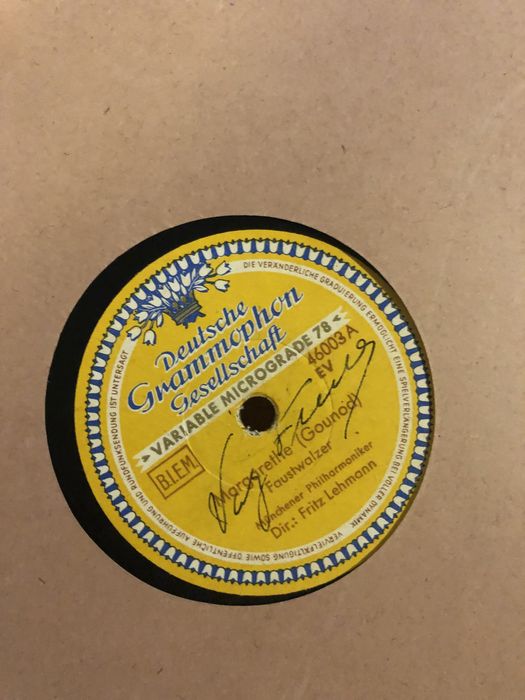 Deutsche
Grammophon
Gesellschaft
> VARIABLE MICROGRADE 78 <
46003 A
EV
B.I.E.M.
Margarethe (Gounod)
Faustwalzer
Münchener Philharmoniker
Dir.: Fritz Lehmann
DIE VERÄNDERLICHE GRADUIERUNG ERMÖGLICHT EINE SPIELVERLÄNGERUNG BEI VOLLER DYNAMIK
VERVIELFÄLTIGUNG SOWIE ÖFFENTLICHE AUFFÜHRUNG UND RUNDFUNKSENDUNG IST UNTERSAGT